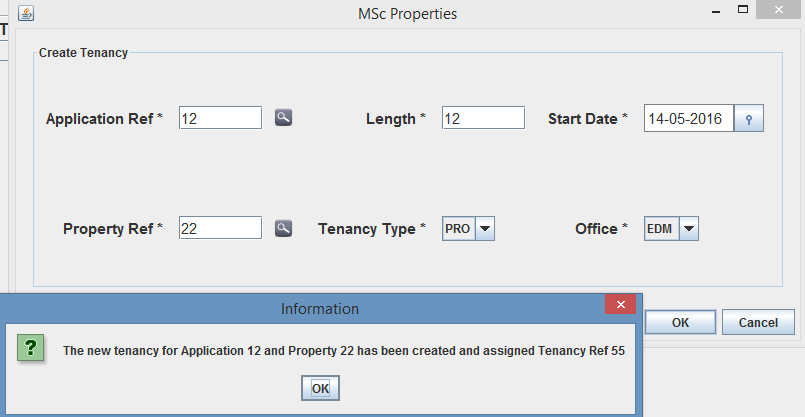 MSc Properties
T
Create Tenancy
Application Ref * 12 Length * 12 Start Date * 14-05-2016
Property Ref * 22 Tenancy Type * PRO Office * EDM
OK Cancel
Information
?
The new tenancy for Application 12 and Property 22 has been created and assigned Tenancy Ref 55
OK